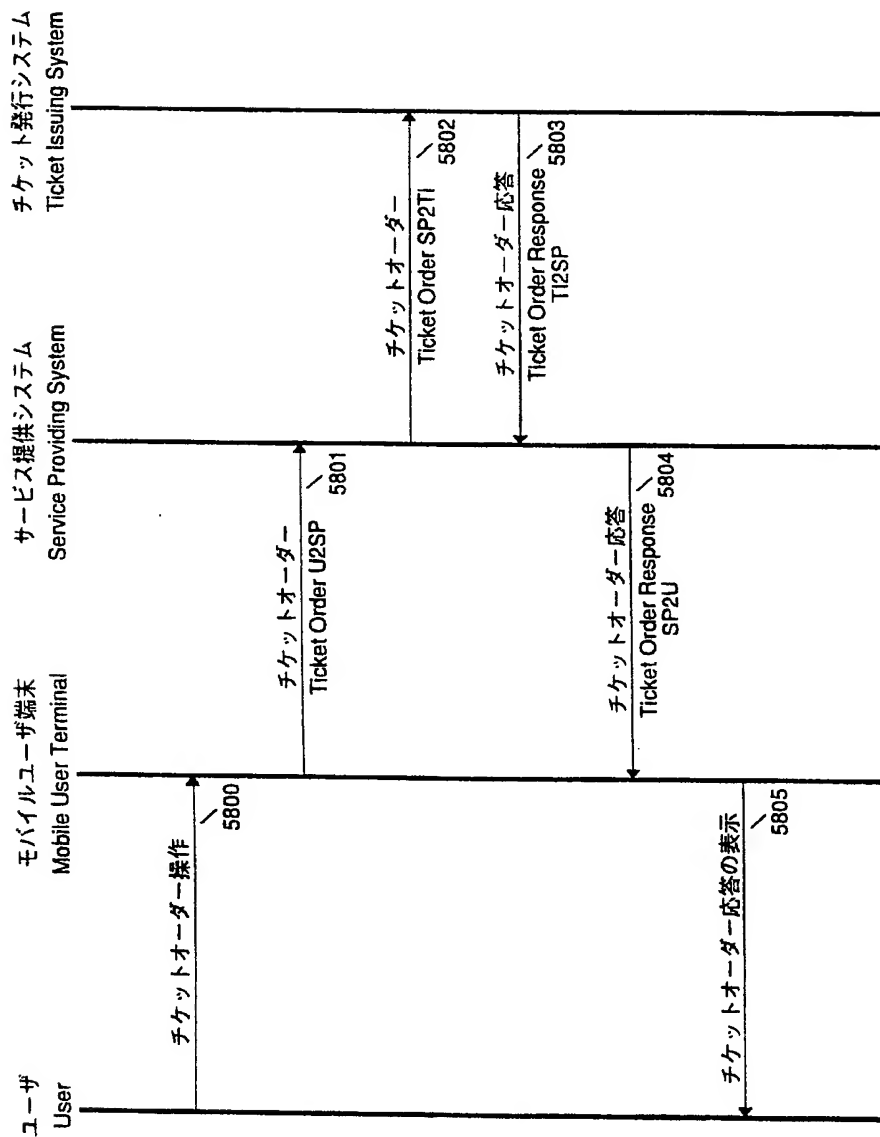 ユーザ
User
モバイルユーザ端末
Mobile User Terminal
サービス提供システム
Service Providing System
チケット発行システム
Ticket Issuing System
チケットオーダー操作
5800
チケットオーダー
Ticket Order U2SP
5801
チケットオーダー
Ticket Order SP2TI
5802
チケットオーダー応答
Ticket Order Response
TI2SP
5803
チケットオーダー応答
Ticket Order Response
SP2U
5804
チケットオーダー応答の表示
5805